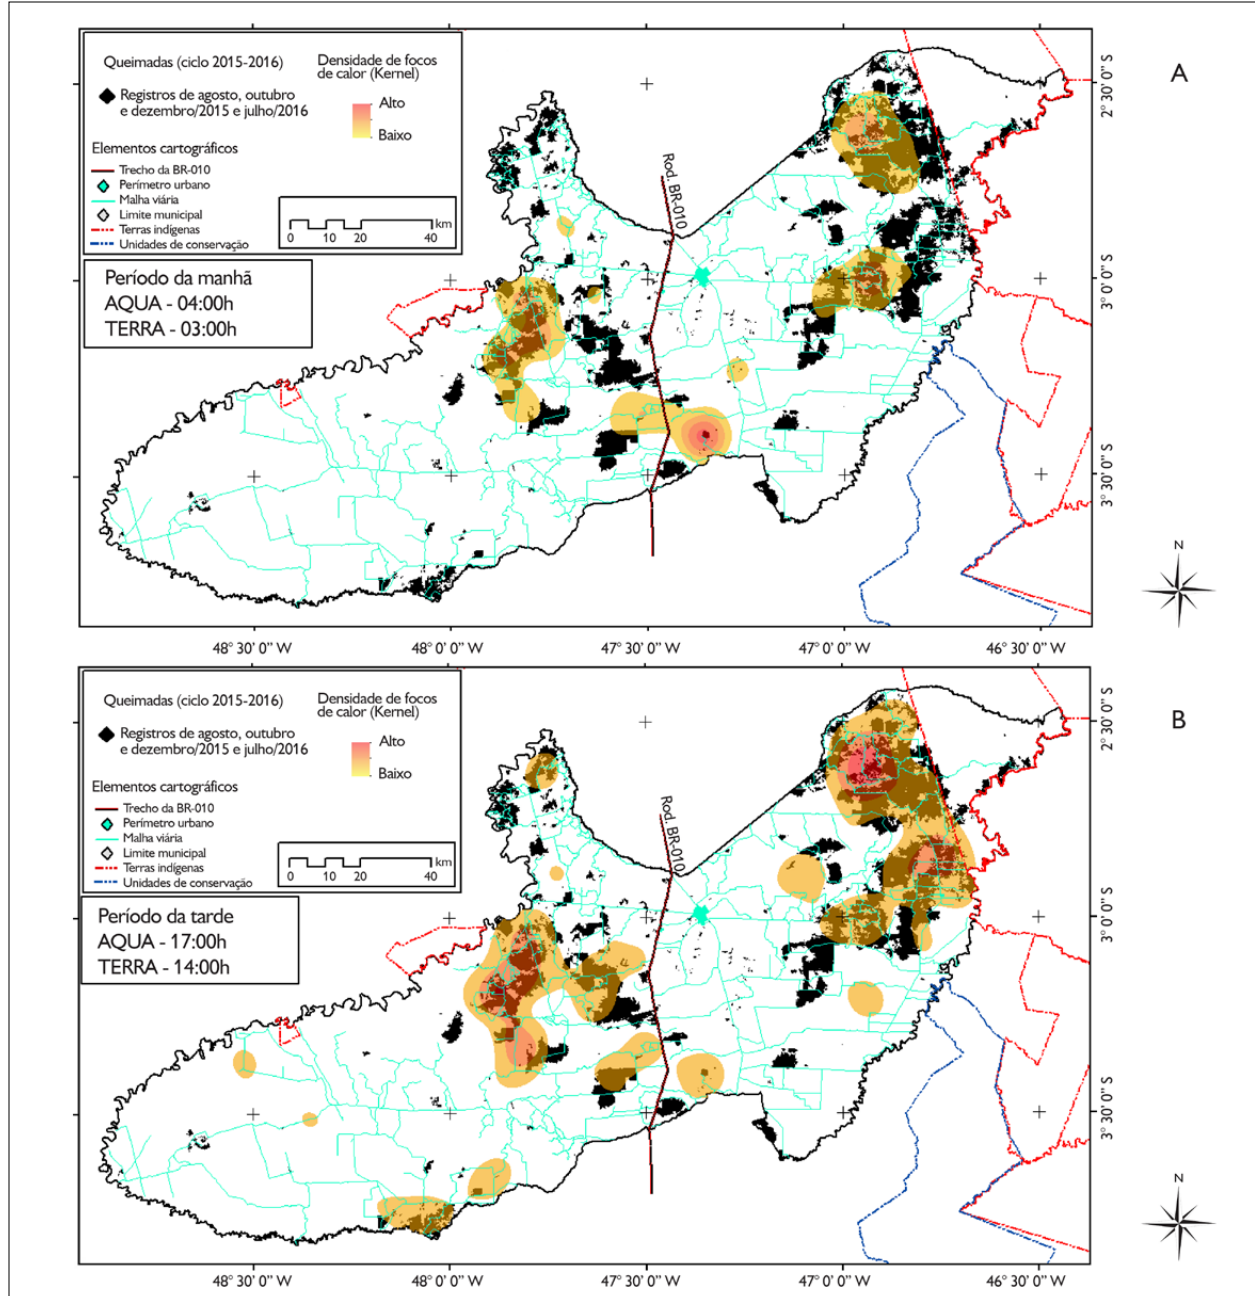 A
Queimadas (ciclo 2015-2016)
Registros de agosto, outubro
e dezembro/2015 e julho/2016
Densidade de focos
de calor (Kernel)
Alto
Baixo
Elementos cartográficos
Trecho da BR-010
Perímetro urbano
Malha viária
Limite municipal
Terras indígenas
Unidades de conservação
0 10 20 40
km
Período da manhã
AQUA - 04:00h
TERRA - 03:00h
Rod. BR-010
2° 30' 0" S
3° 0' 0" S
3° 30' 0" S
N
48° 30' 0" W
48° 0' 0" W
47° 30' 0" W
47° 0' 0" W
46° 30' 0" W
B
Queimadas (ciclo 2015-2016)
Registros de agosto, outubro
e dezembro/2015 e julho/2016
Densidade de focos
de calor (Kernel)
Alto
Baixo
Elementos cartográficos
Trecho da BR-010
Perímetro urbano
Malha viária
Limite municipal
Terras indígenas
Unidades de conservação
0 10 20 40
km
Período da tarde
AQUA - 17:00h
TERRA - 14:00h
Rod. BR-010
2° 30' 0" S
3° 0' 0" S
3° 30' 0" S
N
48° 30' 0" W
48° 0' 0" W
47° 30' 0" W
47° 0' 0" W
46° 30' 0" W